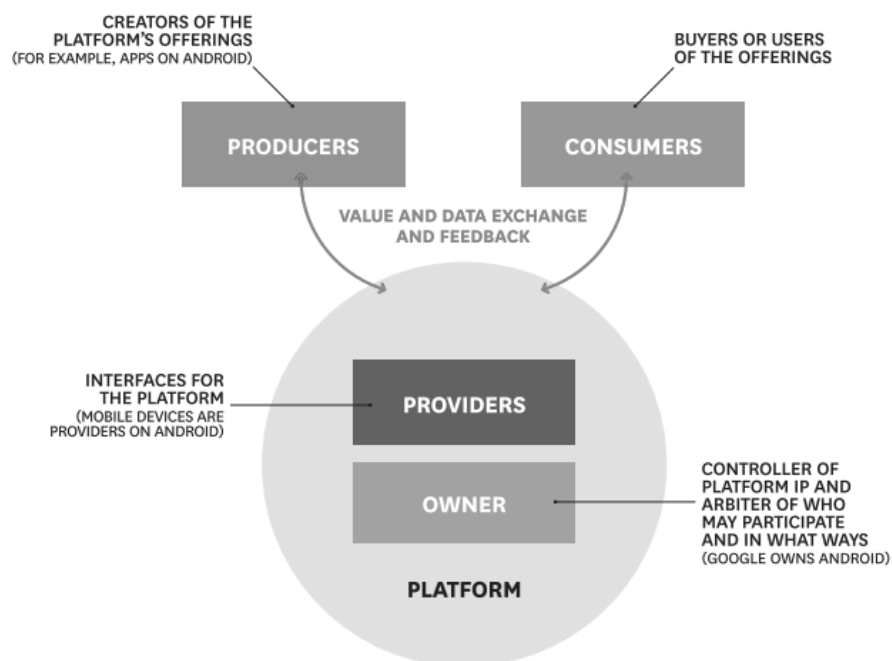 CREATORS OF THE
PLATFORM'S OFFERINGS
(FOR EXAMPLE, APPS ON ANDROID)
BUYERS OR USERS
OF THE OFFERINGS
PRODUCERS
CONSUMERS
VALUE AND DATA EXCHANGE
AND FEEDBACK
INTERFACES FOR
THE PLATFORM
(MOBILE DEVICES ARE
PROVIDERS ON ANDROID)
PROVIDERS
OWNER
CONTROLLER OF
PLATFORM IP AND
ARBITER OF WHO
MAY PARTICIPATE
AND IN WHAT WAYS
(GOOGLE OWNS ANDROID)
PLATFORM